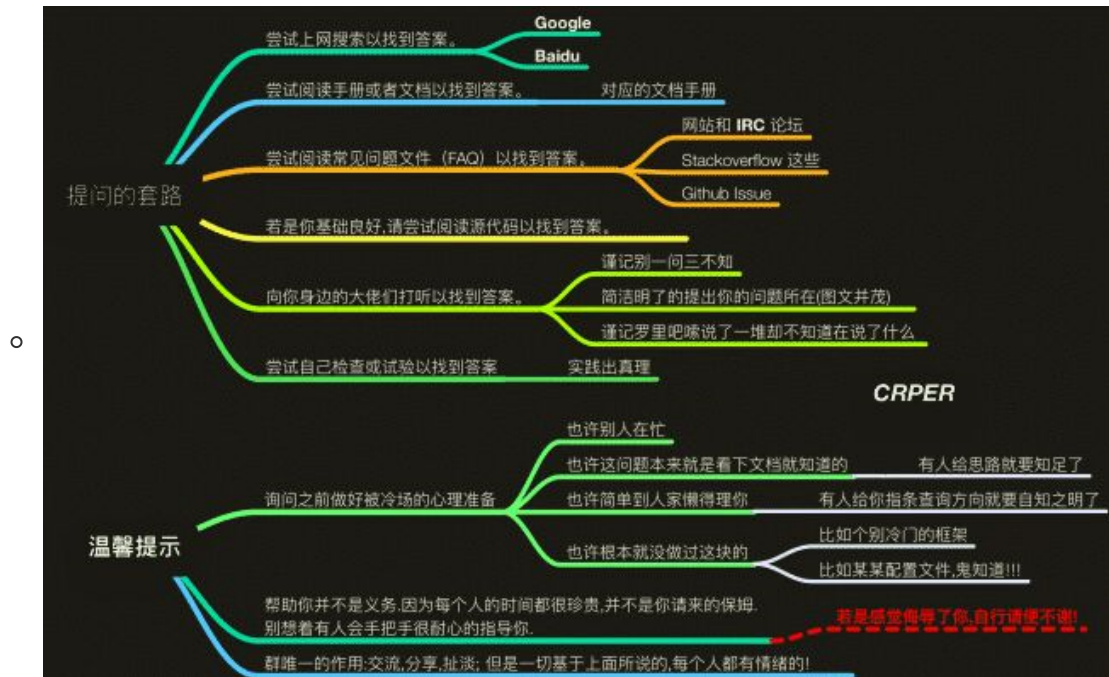 提问的套路
尝试上网搜索以找到答案。
Google
Baidu
尝试阅读手册或者文档以找到答案。
对应的文档手册
尝试阅读常见问题文件（FAQ）以找到答案。
网站和 IRC 论坛
Stackoverflow 这些
Github Issue
若是你基础良好,请尝试阅读源代码以找到答案。
向你身边的大佬们打听以找到答案。
谨记别一问三不知
简洁明了的提出你的问题所在(图文并茂)
谨记罗里吧嗦说了一堆却不知道在说了什么
尝试自己检查或试验以找到答案
实践出真理
CRPER
温馨提示
询问之前做好被冷场的心理准备
也许别人在忙
也许这问题本来就是看下文档就知道的
有人给思路就要知足了
也许简单到人家懒得理你
有人给你指条查询方向就要自知之明了
也许根本就没做过这块的
比如个别冷门的框架
比如某某配置文件,鬼知道!!!
帮助你并不是义务.因为每个人的时间都很珍贵,并不是你请来的保姆.
别想着有人会手把手很耐心的指导你.
若是感觉侮辱了你,自行请便不谢!
群唯一的作用:交流,分享,扯淡; 但是一切基于上面所说的,每个人都有情绪的!